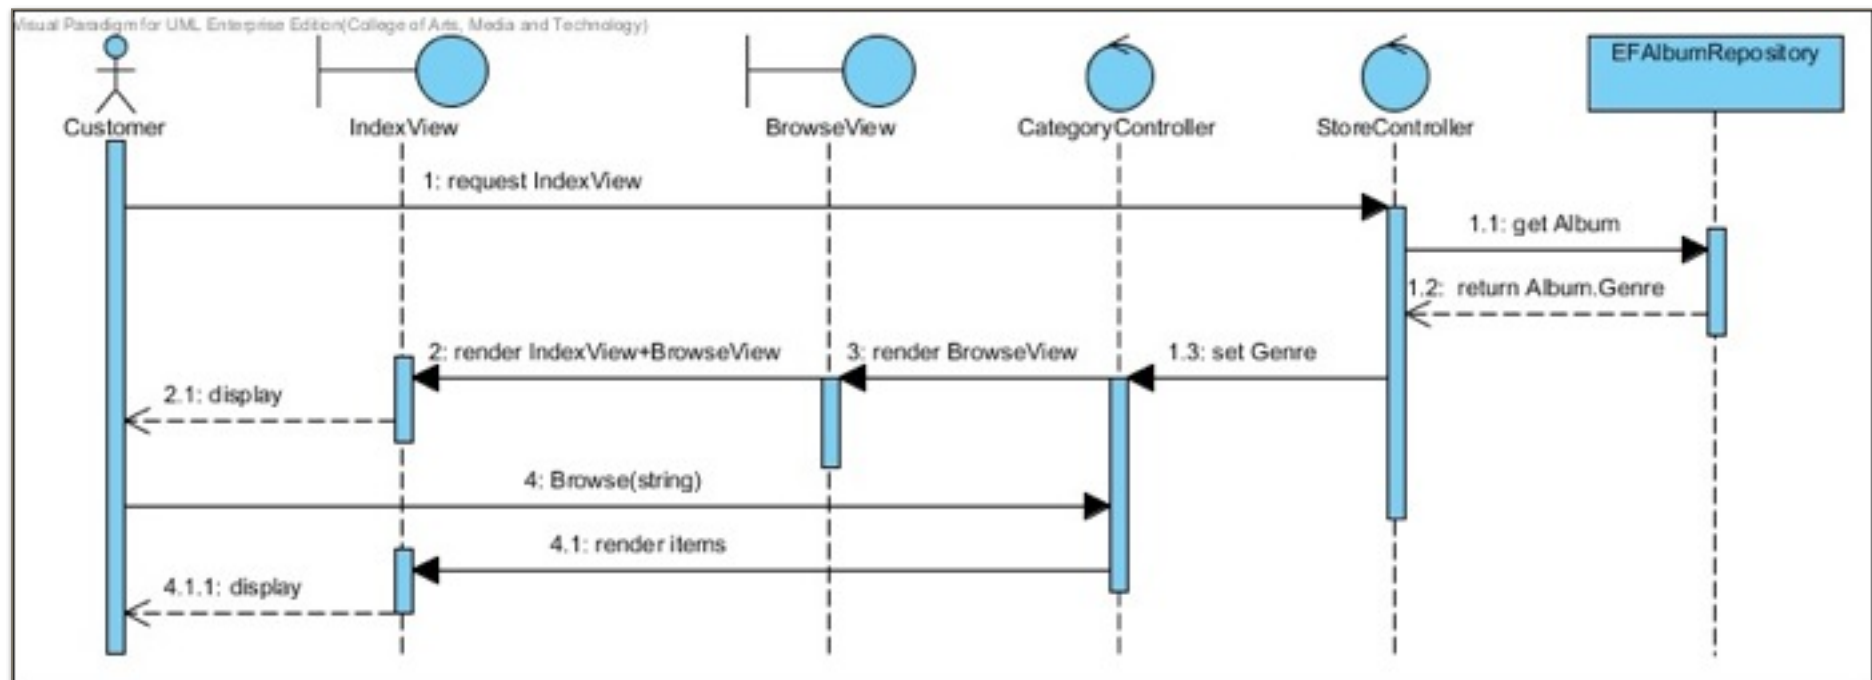 Visual Paradigm for UML Enterprise Edition(College of Arts, Media and Technology)
EFAlbumRepository
Customer
IndexView
BrowseView
CategoryController
StoreController
1: request IndexView
1.1: get Album
1.2: return Album.Genre
2: render IndexView+BrowseView
3: render BrowseView
1.3: set Genre
2.1: display
4: Browse(string)
4.1: render items
4.1.1: display